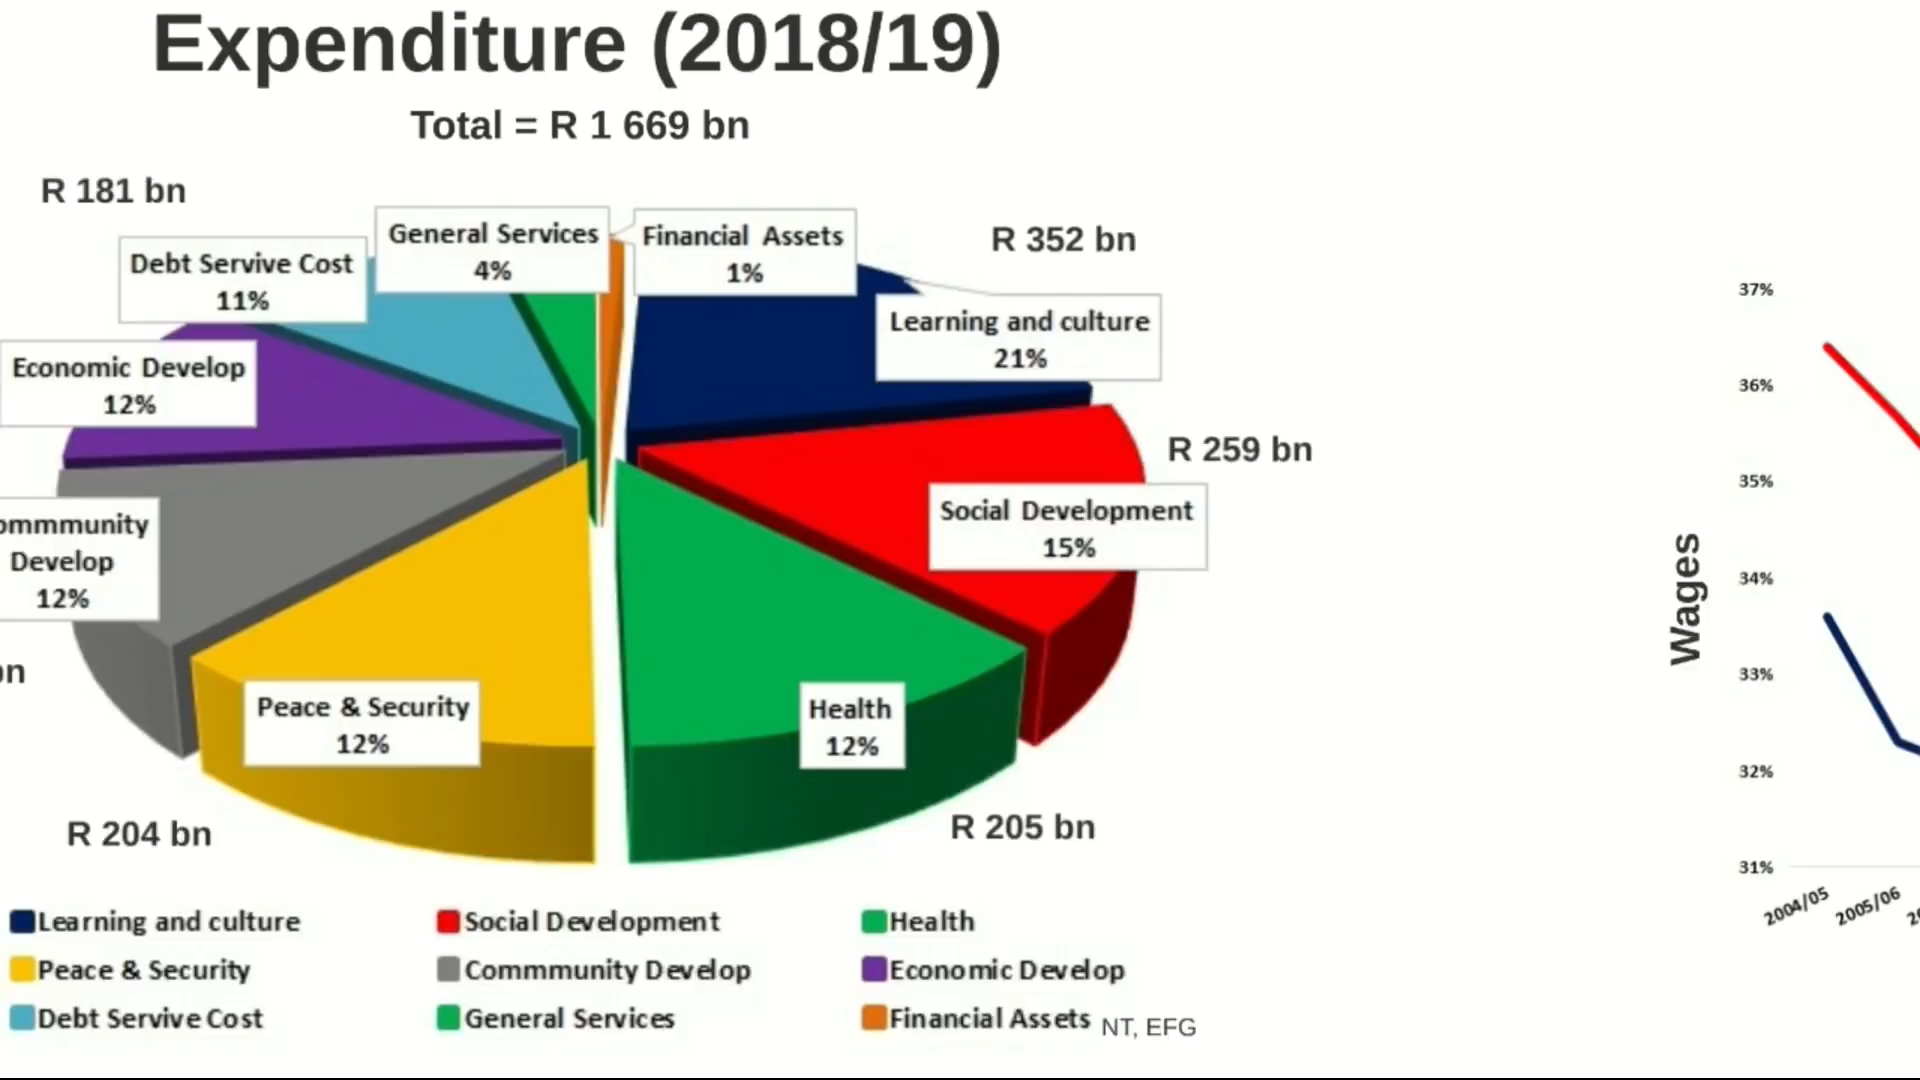 Expenditure (2018/19)
Total = R 1 669 bn
R 181 bn
General Services
4%
Financial Assets
1%
R 352 bn
Debt Servive Cost
11%
Learning and culture
21%
Economic Develop
12%
R 259 bn
Social Development
15%
ommmunity
Develop
12%
Peace & Security
12%
Health
12%
R 204 bn
R 205 bn
Learning and culture
Social Development
Health
Peace & Security
Commmunity Develop
Economic Develop
Debt Servive Cost
General Services
Financial Assets
NT, EFG
Wages
37%
36%
35%
34%
33%
32%
31%
2004/05
2005/06